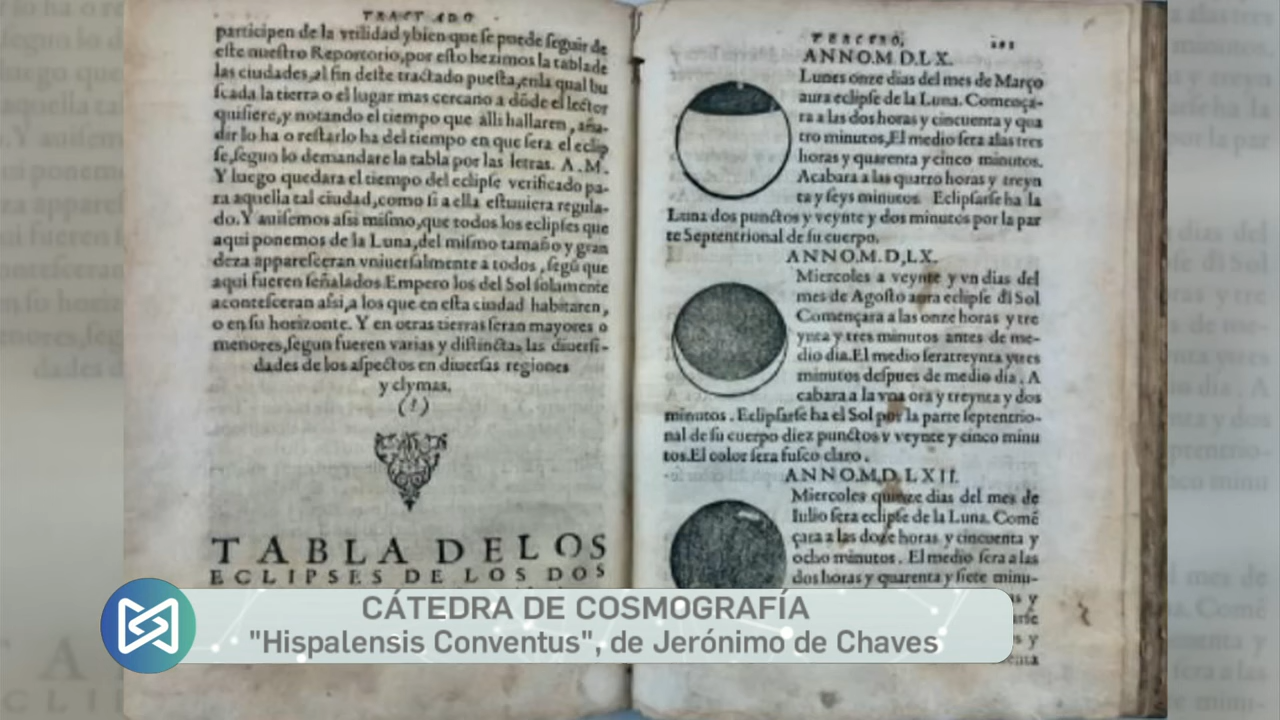 TRACTADO
participen de la vtilidad y bien que se puede seguir de
este nuestro Reportorio, por esto hezimos la tabla de
las ciudades, al fin deste tractado puesta, en la qual bu
scada la tierra o el lugar mas cercano a dõde el lector
quisiere, y notando el tiempo que alli hallaren, aña-
dir lo ha o restarlo ha del tiempo en que sera el eclip
se, segun lo demandare la tabla por las letras. A. M.
Y luego quedara el tiempo del eclipse verificado pa-
ra aquella tal ciudad, como si a ella estuuiera regula-
do. Y auisemos assi mismo, que todos los eclipses que
aqui ponemos de la Luna, del mismo tamaño y gran
deza apparesceran vniuersalmente a todos, segũ que
aqui fueren señalados Empero los del Sol solamente
acontesceran assi, a los que en esta ciudad habitaren,
o en su horizonte. Y en otras tierras seran mayores o
menores, segun fueren varias y distinctas las diuersi-
dades de los aspectos en diuersas regiones
y clymas.
(?)
TABLA DE LOS
ECLIPSES DE LOS DOS
TERCERO.
ANNO.M.D.L X.
Lunes onze dias del mes de Março
aura eclipse de la Luna. Començа-
ra a las dos horas y cincuenta y qua
tro minutos, El medio sera a las tres
horas y quarenta y cinco minutos.
Acabara a las quatro horas y treyn
ta y seys minutos. Eclipsarse ha la
Luna dos punctos y veynte y dos minutos por la par
te Septentrional de su cuerpo.
ANNO.M.D,LX.
Miercoles a veynte y vn dias del
mes de Agosto aura eclipse dl Sol
Començara a las onze horas y tre
ynta y tres minutos antes de me-
dio dia. El medio sera treynta y tres
minutos despues de medio dia. A
cabara a la vna ora y treynta y dos
minutos. Eclipsarse ha el Sol por la parte septentrio-
nal de su cuerpo diez punctos y veynte y cinco minu
tos. El color sera fusco claro.
ANNO.M.D.LXII.
Miercoles quinze dias del mes de
Iulio sera eclipse de la Luna. Comé
çara a las doze horas y cincuenta y
ocho minutos. El medio sera a las
dos horas y quarenta y siete minu-
CÁTEDRA DE COSMOGRAFÍA
"Hispalensis Conventus", de Jerónimo de Chaves